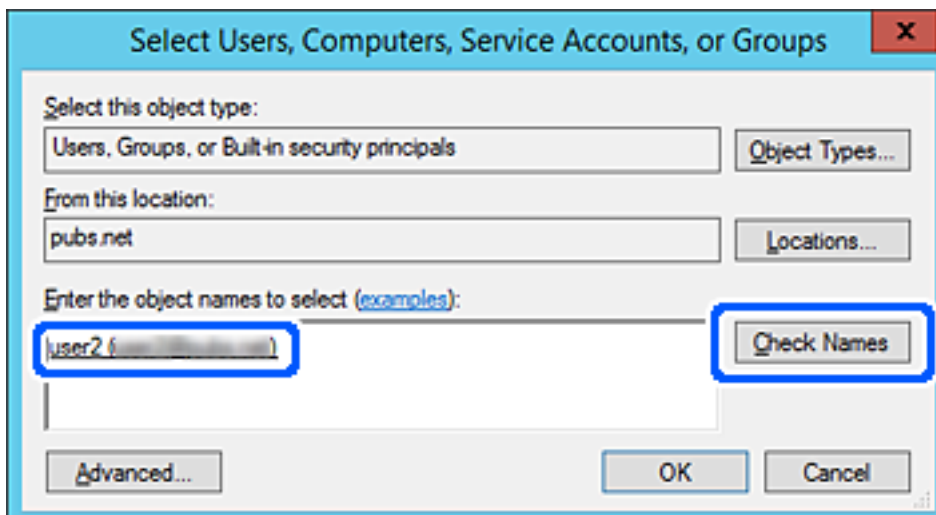 Select Users, Computers, Service Accounts, or Groups
x
Select this object type:
Users, Groups, or Built-in security principals
Object Types...
From this location:
pubs.net
Locations...
Enter the object names to select (examples):
user2 ( )
Check Names
Advanced...
OK
Cancel